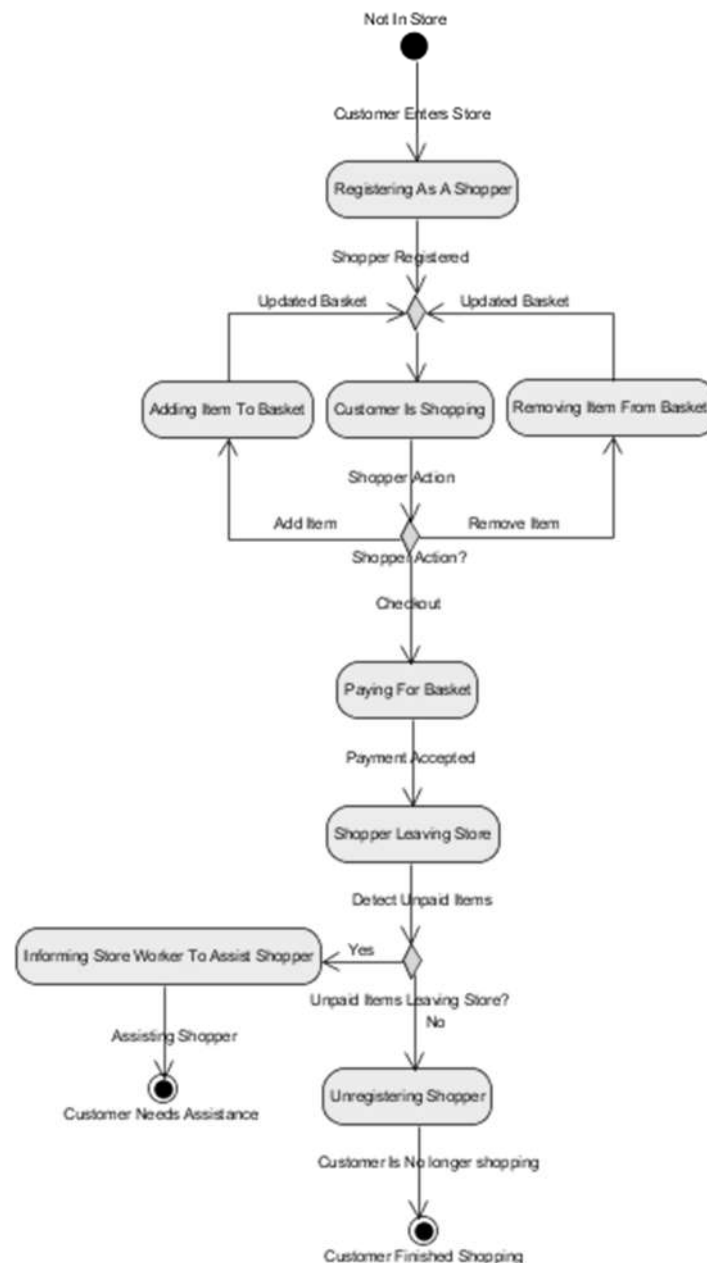 Not In Store
Customer Enters Store
Registering As A Shopper
Shopper Registered
Updated Basket
Updated Basket
Adding Item To Basket
Customer Is Shopping
Removing Item From Basket
Shopper Action
Add Item
Remove Item
Shopper Action?
Checkout
Paying For Basket
Payment Accepted
Shopper Leaving Store
Detect Unpaid Items
Informing Store Worker To Assist Shopper
Yes
Unpaid Items Leaving Store?
No
Assisting Shopper
Customer Needs Assistance
Unregistering Shopper
Customer Is No longer shopping
Customer Finished Shopping